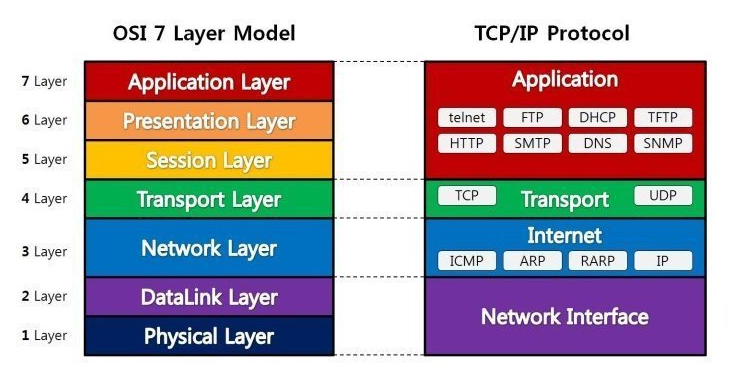 OSI 7 Layer Model
TCP/IP Protocol
7 Layer
Application Layer
6 Layer
Presentation Layer
5 Layer
Session Layer
4 Layer
Transport Layer
3 Layer
Network Layer
2 Layer
DataLink Layer
1 Layer
Physical Layer
Application
telnet FTP DHCP TFTP
HTTP SMTP DNS SNMP
TCP Transport UDP
Internet
ICMP ARP RARP IP
Network Interface